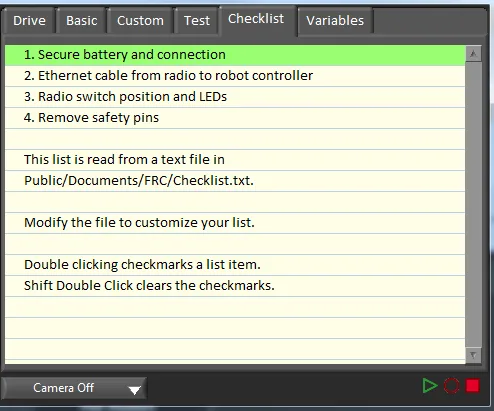 Drive Basic Custom Test Checklist Variables
1. Secure battery and connection
2. Ethernet cable from radio to robot controller
3. Radio switch position and LEDs
4. Remove safety pins
This list is read from a text file in
Public/Documents/FRC/Checklist.txt.
Modify the file to customize your list.
Double clicking checkmarks a list item.
Shift Double Click clears the checkmarks.
Camera Off